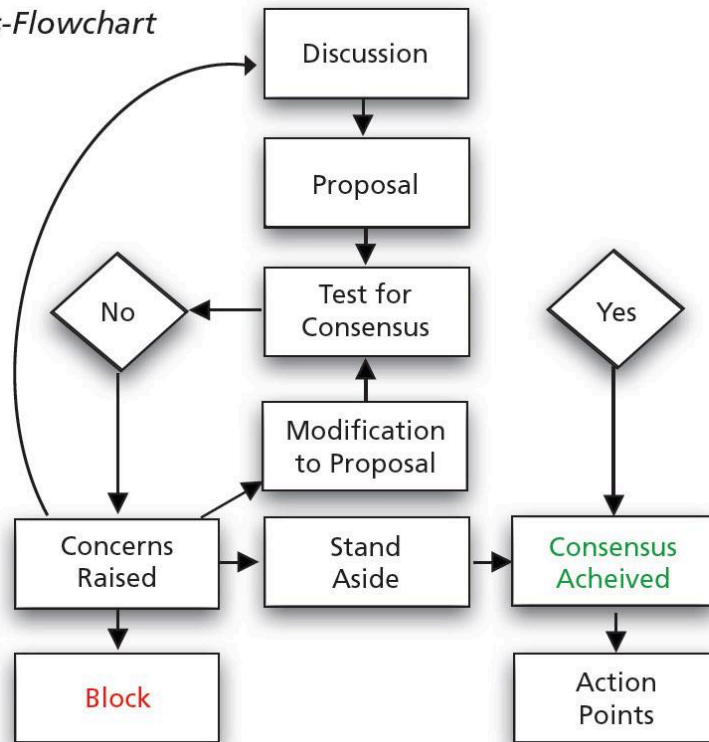 -Flowchart
Discussion
Proposal
No
Test for
Consensus
Yes
Modification
to Proposal
Concerns
Raised
Stand
Aside
Consensus
Acheived
Block
Action
Points